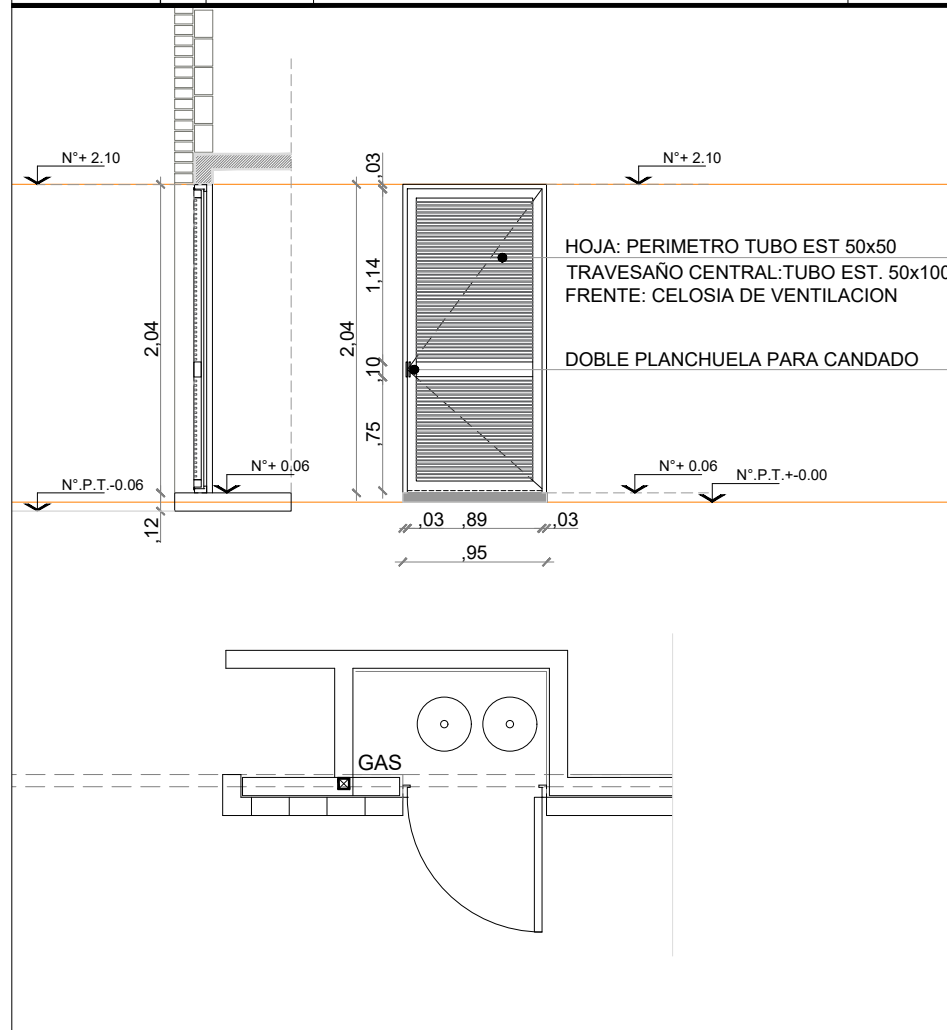 N°+ 2.10
N°+ 2.10
,03
HOJA: PERIMETRO TUBO EST 50x50
TRAVESAÑO CENTRAL:TUBO EST. 50x100
FRENTE: CELOSIA DE VENTILACION
1,14
2,04
2,04
,10
DOBLE PLANCHUELA PARA CANDADO
,75
N°+ 0.06
N°+ 0.06
N°.P.T.-0.06
N°.P.T.+-0.00
,12
,03 ,89 ,03
,95
GAS